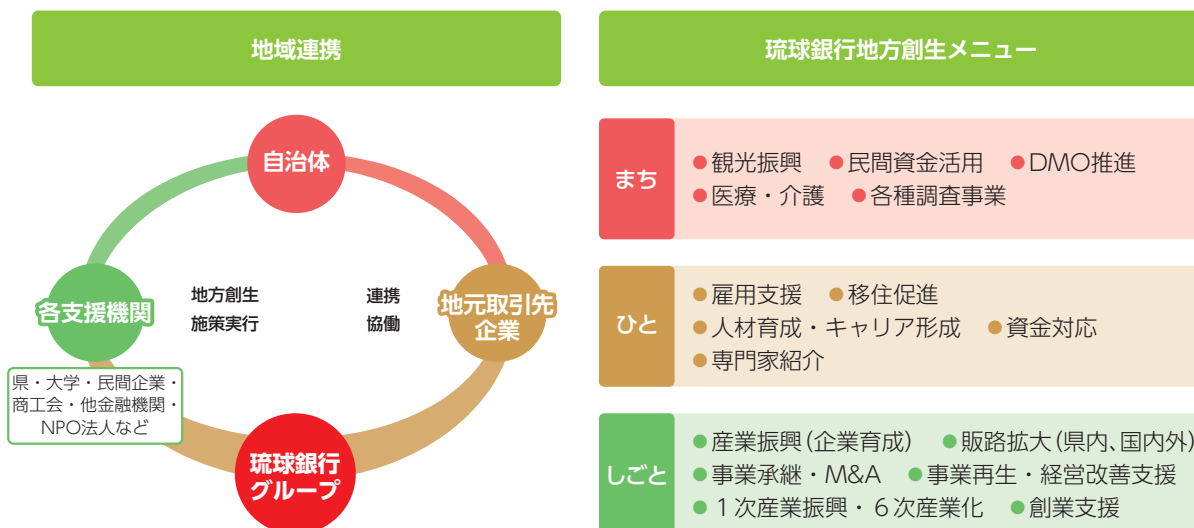 地域連携
自治体
各支援機関
地方創生
施策実行
連携
協働
地元取引先
企業
県・大学・民間企業・
商工会・他金融機関・
NPO法人など
琉球銀行
グループ
琉球銀行地方創生メニュー
まち
●観光振興 ●民間資金活用 ●DMO推進
●医療・介護 ●各種調査事業
ひと
●雇用支援 ●移住促進
●人材育成・キャリア形成 ●資金対応
●専門家紹介
しごと
●産業振興(企業育成) ●販路拡大(県内、国内外)
●事業承継・M&A ●事業再生・経営改善支援
●１次産業振興・６次産業化 ●創業支援